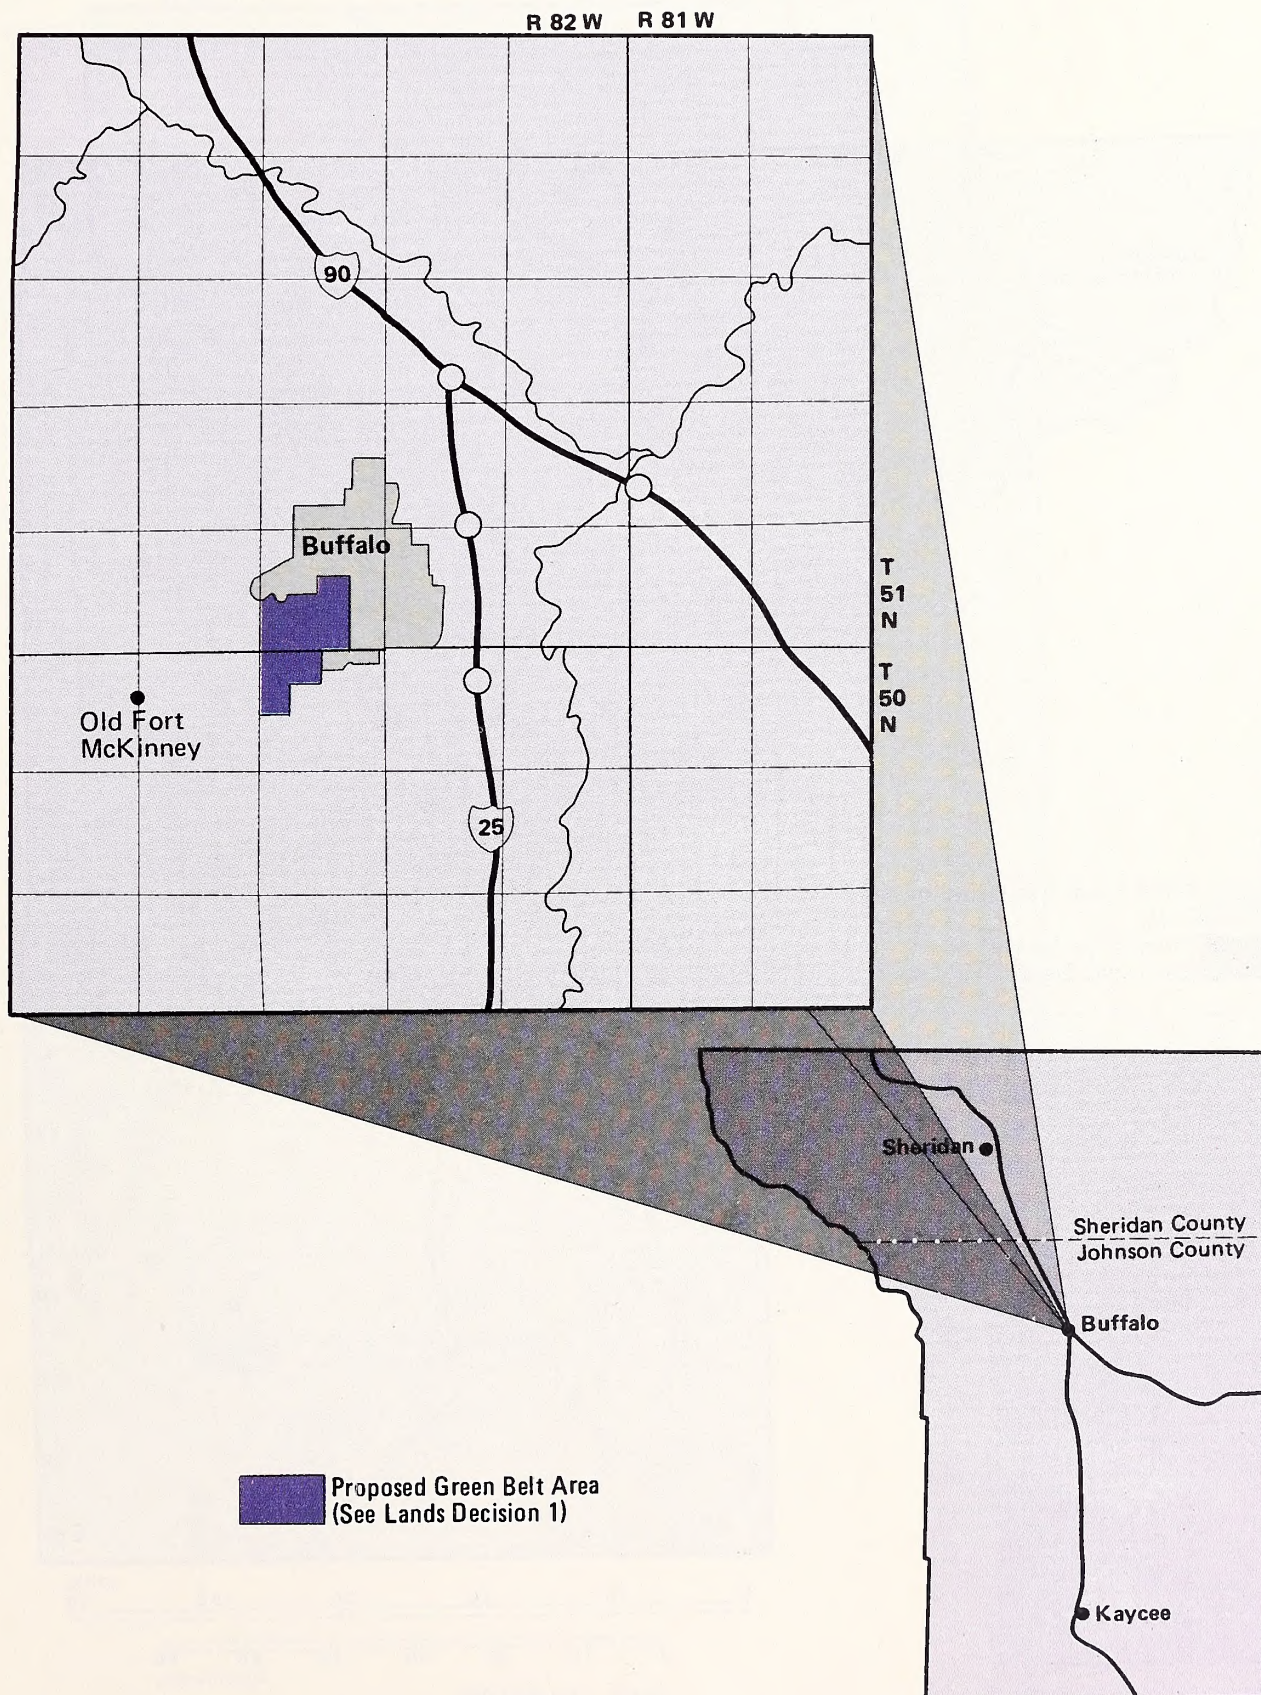 R 82 W R 81 W
90
Buffalo
T
51
N
T
50
N
Old Fort
McKinney
25
Sheridan
Sheridan County
Johnson County
Buffalo
Proposed Green Belt Area
(See Lands Decision 1)
Kaycee